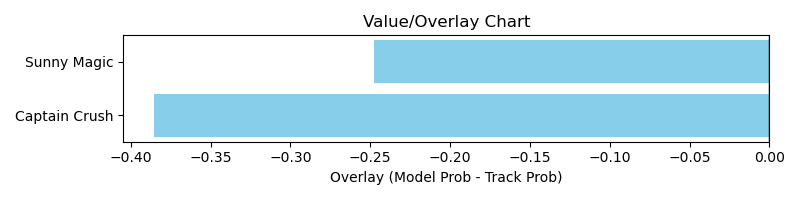 Value/Overlay Chart
Sunny Magic
Captain Crush
−0.40 −0.35 −0.30 −0.25 −0.20 −0.15 −0.10 −0.05 0.00
Overlay (Model Prob - Track Prob)